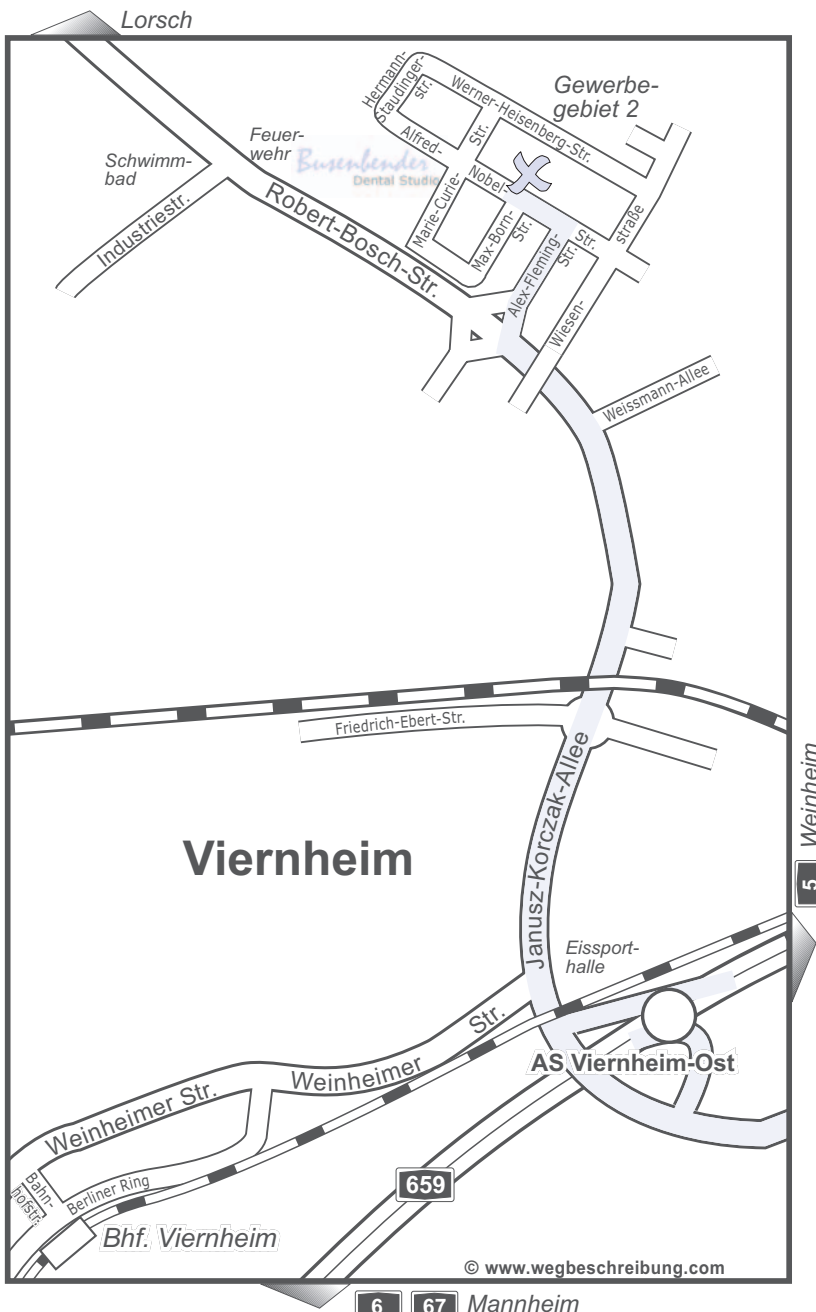 Lorsch
Hermann-
Staudinger-
str.
Werner-Heisenberg-Str.
Gewerbe-
gebiet 2
Feuer-
wehr
Busenbender
Dental Studio
Schwimm-
bad
Industriestr.
Robert-Bosch-Str.
Alfred-
Nobel-
Str.
Marie-Curie-
Str.
Max-Born-
Str.
Alex-Fleming-
Str.
Wiesen-
straße
Weissmann-Allee
Friedrich-Ebert-Str.
Janusz-Korczak-Allee
Viernheim
Weinheim
5
Eissport-
halle
AS Viernheim-Ost
Weinheimer Str.
Weinheimer Str.
Bahn-
hofstr.
Berliner Ring
Bhf. Viernheim
659
© www.wegbeschreibung.com
6 67 Mannheim